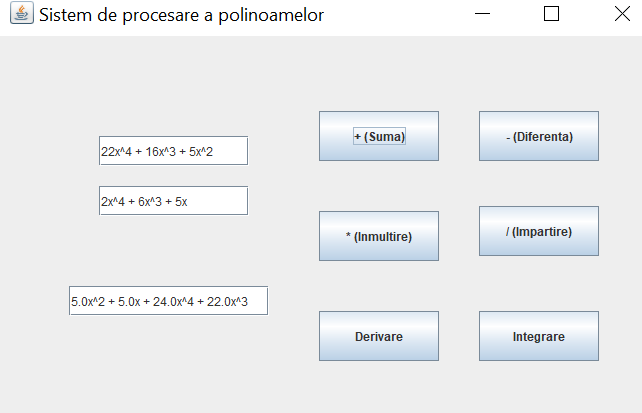 Sistem de procesare a polinoamelor
22x^4 + 16x^3 + 5x^2
2x^4 + 6x^3 + 5x
5.0x^2 + 5.0x + 24.0x^4 + 22.0x^3
+ (Suma)
- (Diferenta)
* (Inmultire)
/ (Impartire)
Derivare
Integrare